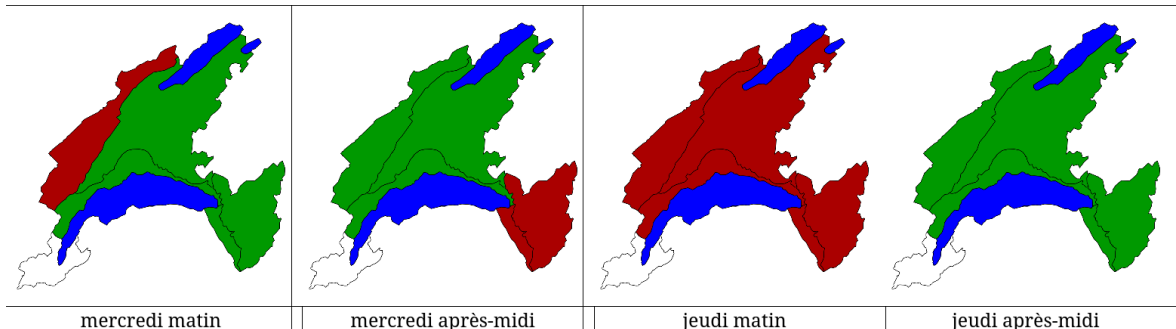 mercredi matin
mercredi après-midi
jeudi matin
jeudi après-midi